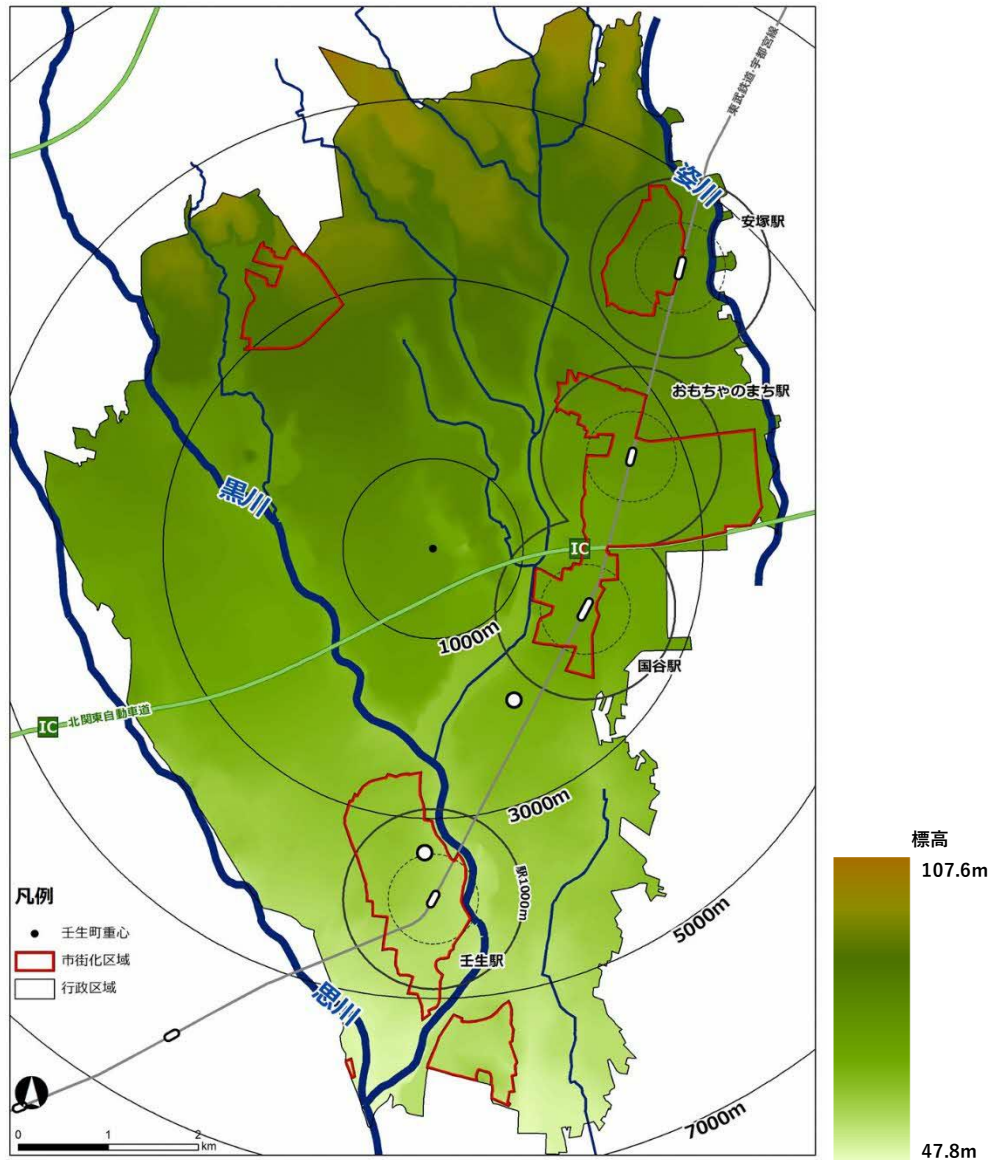 東武鉄道・宇都宮線
姿川
安塚駅
おもちゃのまち駅
黒川
IC
1000m
国谷駅
IC
北関東自動車道
3000m
駅1000m
5000m
壬生駅
思川
7000m
凡例
壬生町重心
市街化区域
行政区域
0 1 2
km
標高
107.6m
47.8m